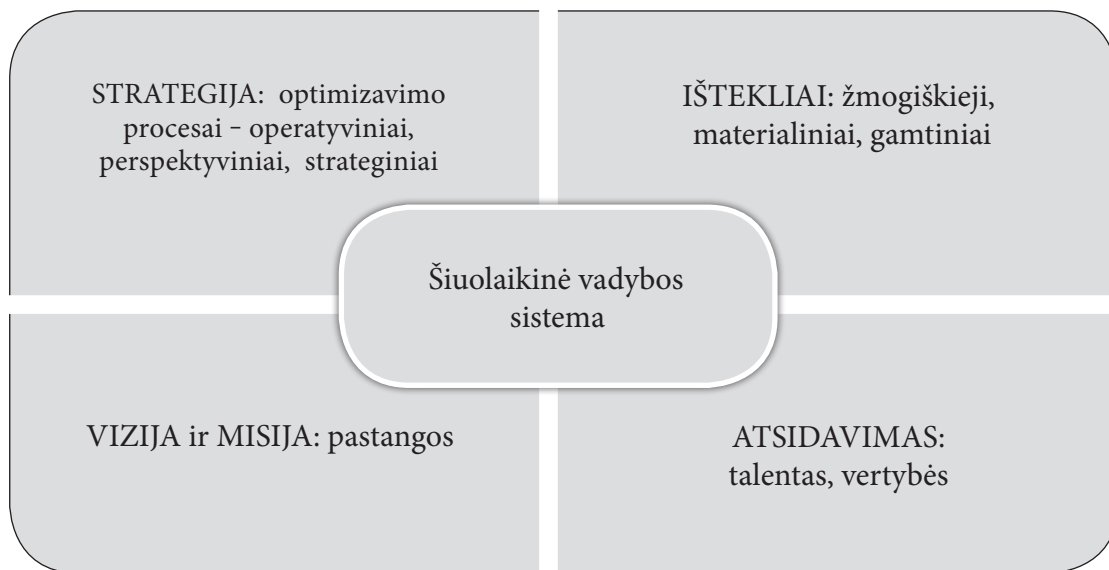 STRATEGIJA: optimizavimo
procesai – operatyviniai,
perspektyviniai, strateginiai
IŠTEKLIAI: žmogiškieji,
materialiniai, gamtiniai
Šiuolaikinė vadybos
sistema
VIZIJA ir MISIJA: pastangos
ATSIDAVIMAS:
talentas, vertybės